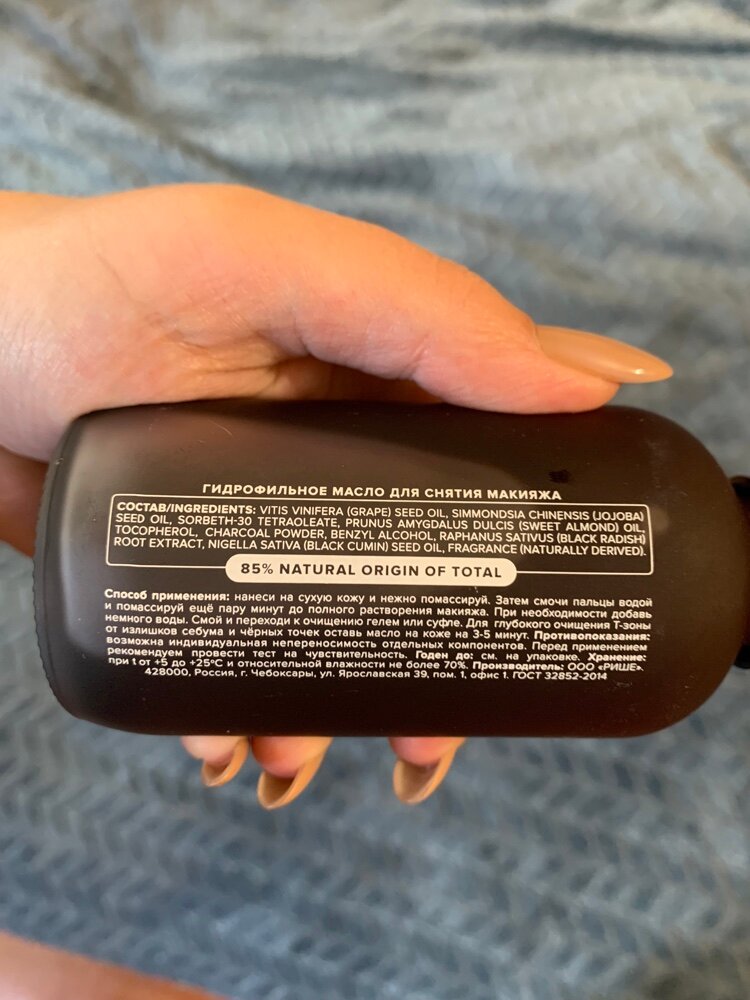 ГИДРОФИЛЬНОЕ МАСЛО ДЛЯ СНЯТИЯ МАКИЯЖА
СОСТАВ/INGREDIENTS: VITIS VINIFERA (GRAPE) SEED OIL, SIMMONDSIA CHINENSIS (JOJOBA)
SEED OIL, SORBETH-30 TETRAOLEATE, PRUNUS AMYGDALUS DULCIS (SWEET ALMOND) OIL,
TOCOPHEROL, CHARCOAL POWDER, BENZYL ALCOHOL, RAPHANUS SATIVUS (BLACK RADISH)
ROOT EXTRACT, NIGELLA SATIVA (BLACK CUMIN) SEED OIL, FRAGRANCE (NATURALLY DERIVED).
85% NATURAL ORIGIN OF TOTAL
Способ применения: нанеси на сухую кожу и нежно помассируй. Затем смочи пальцы водой
и помассируй ещё пару минут до полного растворения макияжа. При необходимости добавь
немного воды. Смой и переходи к очищению гелем или суфле. Для глубокого очищения Т-зоны
от излишков себума и чёрных точек оставь масло на коже на 3-5 минут. Противопоказания:
возможна индивидуальная непереносимость отдельных компонентов. Перед применением
рекомендуем провести тест на чувствительность. Годен до: см. на упаковке. Хранение:
при t от +5 до +25°С и относительной влажности не более 70%. Производитель: ООО «РИШЕ».
428000, Россия, г. Чебоксары, ул. Ярославская 39, пом. 1, офис 1. ГОСТ 32852-2014